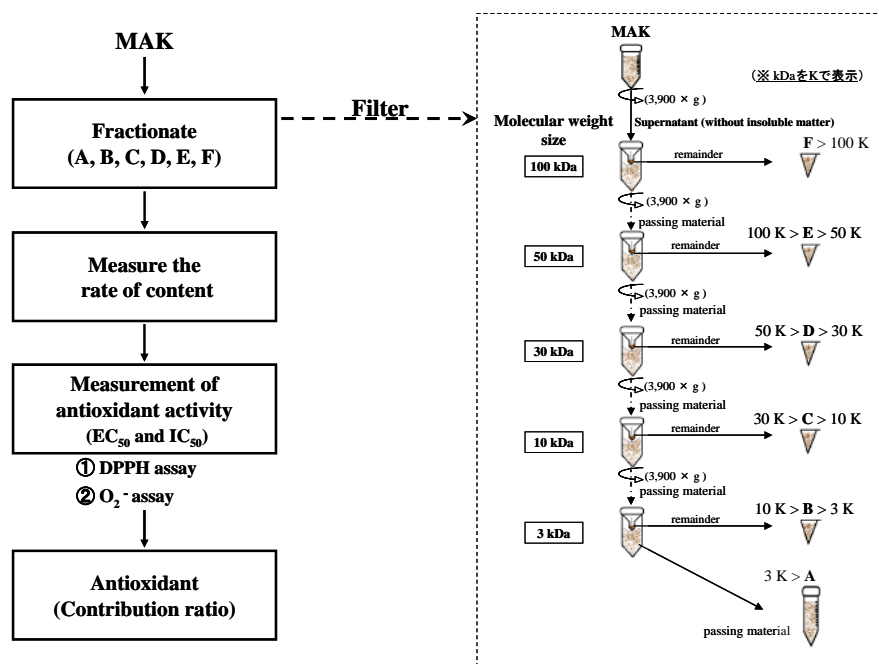 MAK
Fractionate
(A, B, C, D, E, F)
Measure the
rate of content
Measurement of
antioxidant activity
(EC50 and IC50)
① DPPH assay
② O2- assay
Antioxidant
(Contribution ratio)
Filter
MAK
(※ kDaをKで表示)
(3,900 × g)
Molecular weight
size
Supernatant (without insoluble matter)
100 kDa
remainder
F > 100 K
(3,900 × g)
passing material
50 kDa
remainder
100 K > E > 50 K
(3,900 × g)
passing material
30 kDa
remainder
50 K > D > 30 K
(3,900 × g)
passing material
10 kDa
remainder
30 K > C > 10 K
(3,900 × g)
passing material
3 kDa
remainder
10 K > B > 3 K
3 K > A
passing material